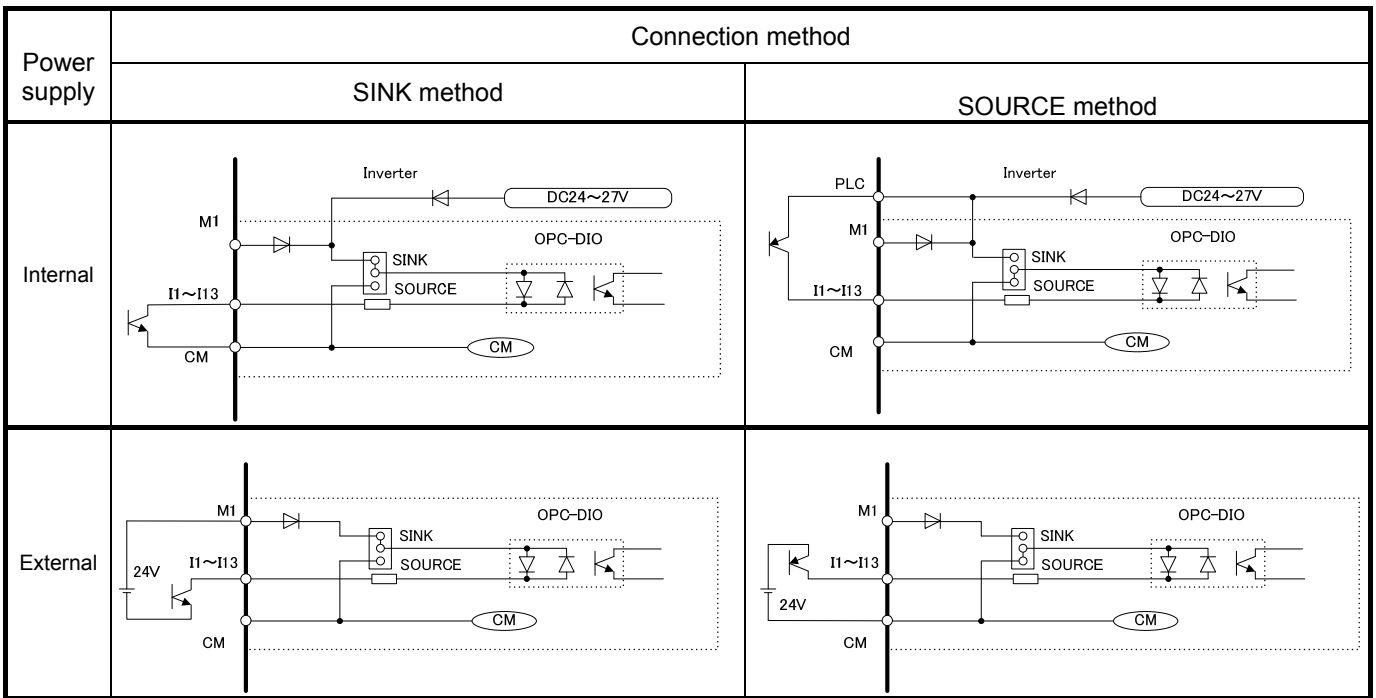 Power supply
Connection method
SINK method
SOURCE method
Internal
Inverter
DC24～27V
M1
OPC-DIO
SINK
SOURCE
I1～I13
CM
CM
Inverter
PLC
DC24～27V
M1
OPC-DIO
SINK
SOURCE
I1～I13
CM
CM
External
M1
OPC-DIO
SINK
I1～I13
SOURCE
24V
CM
CM
M1
OPC-DIO
SINK
I1～I13
SOURCE
24V
CM
CM